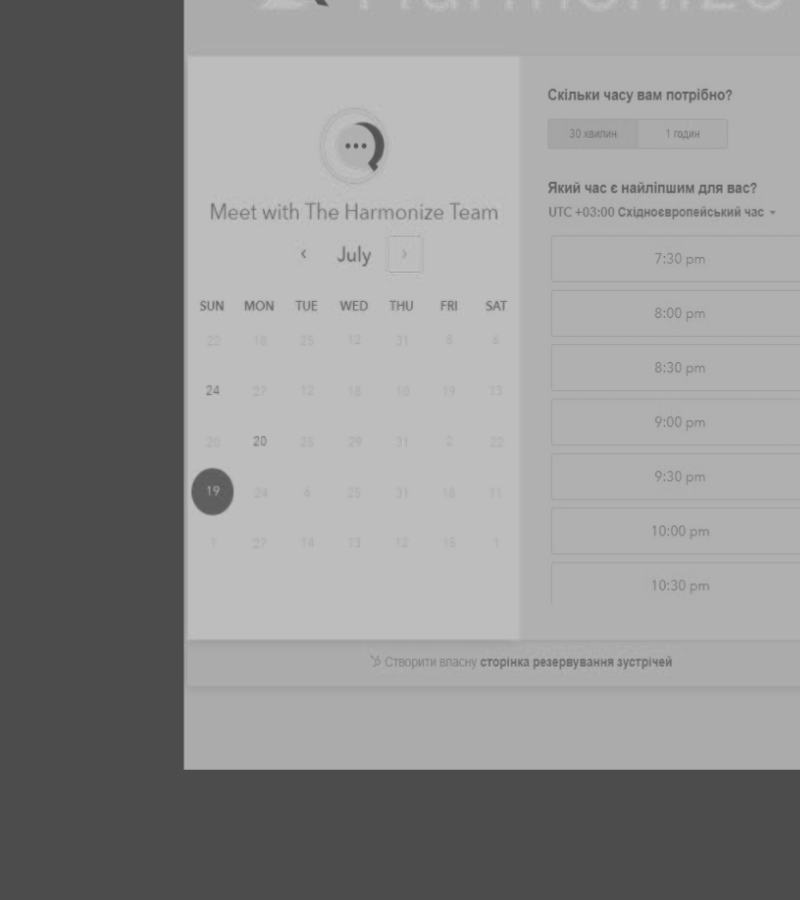 Harmonize
Meet with The Harmonize Team
July
SUN MON TUE WED THU FRI SAT
22 18 25 12 31 8 6
24 27 12 18 10 19 13
20 20 25 29 31 2 22
19 24 6 25 31 18 11
1 27 14 13 12 15 1
Скільки часу вам потрібно?
30 хвилин 1 годин
Який час є найліпшим для вас?
UTC +03:00 Східноєвропейський час
7:30 pm
8:00 pm
8:30 pm
9:00 pm
9:30 pm
10:00 pm
10:30 pm
Створити власну сторінка резервування зустрічей